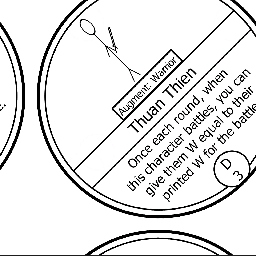 Augment: Warrior
Thuan Thien
Once each round, when
this character battles, you can
give them W equal to their
printed W for the battle.
D
3